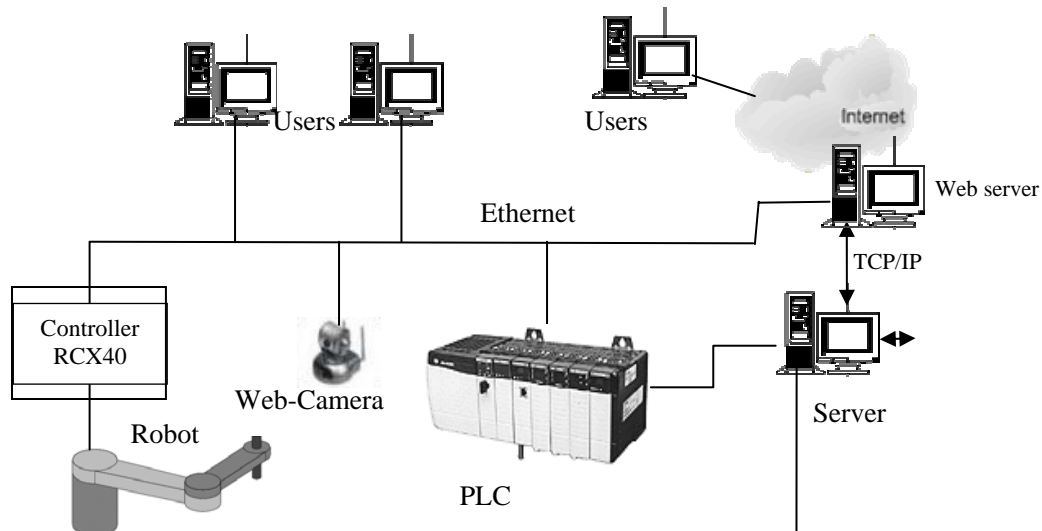 Users
Users
Internet
Web server
Ethernet
TCP/IP
Controller
RCX40
Web-Camera
Server
Robot
PLC